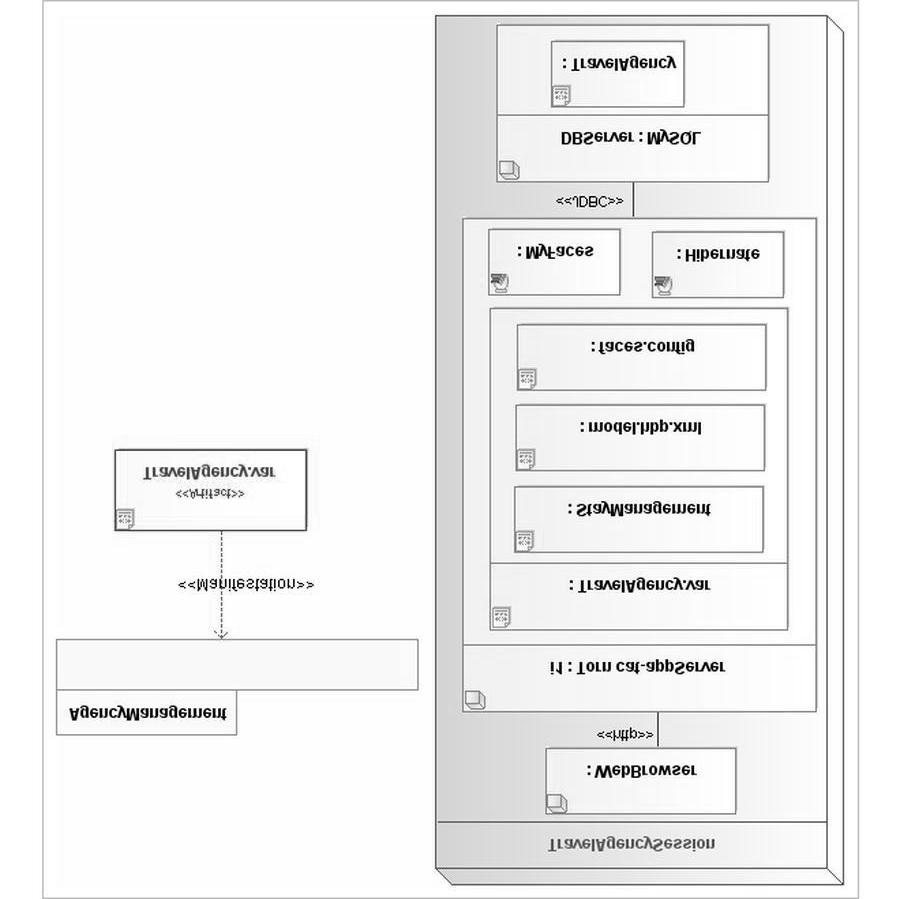 TravelAgencySession
: WebBrowser
<<http>>
AgencyManagement
i1 : Torn cat-appServer
: TravelAgency.var
<<Manifestation>>
: StayManagement
<<Artifact>>
TravelAgency.var
: model.hbp.xml
: faces.config
: MyFaces
: Hibernate
<<JDBC>>
DBServer : MySQL
: TravelAgency